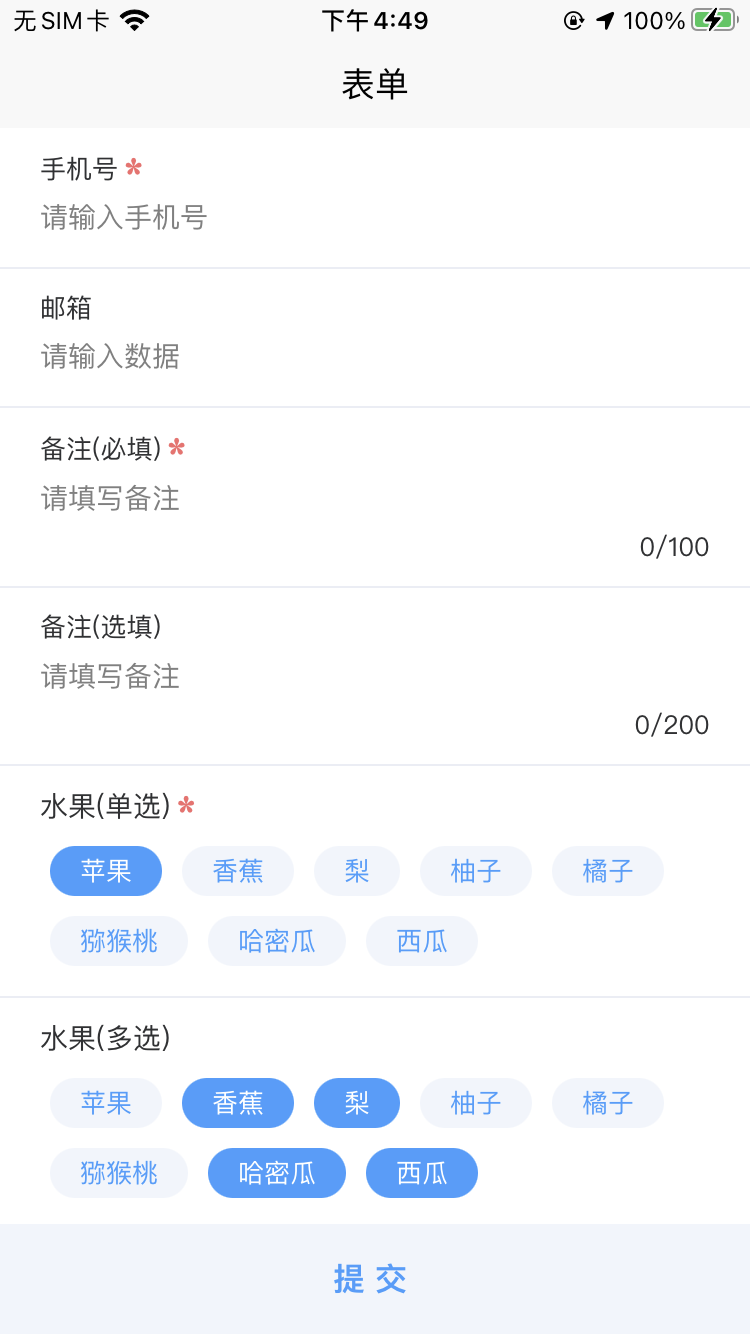 无SIM卡 下午4:49 100%
表单
手机号 *
请输入手机号
邮箱
请输入数据
备注(必填) *
请填写备注
0/100
备注(选填)
请填写备注
0/200
水果(单选) *
苹果 香蕉 梨 柚子 橘子
猕猴桃 哈密瓜 西瓜
水果(多选)
苹果 香蕉 梨 柚子 橘子
猕猴桃 哈密瓜 西瓜
提 交